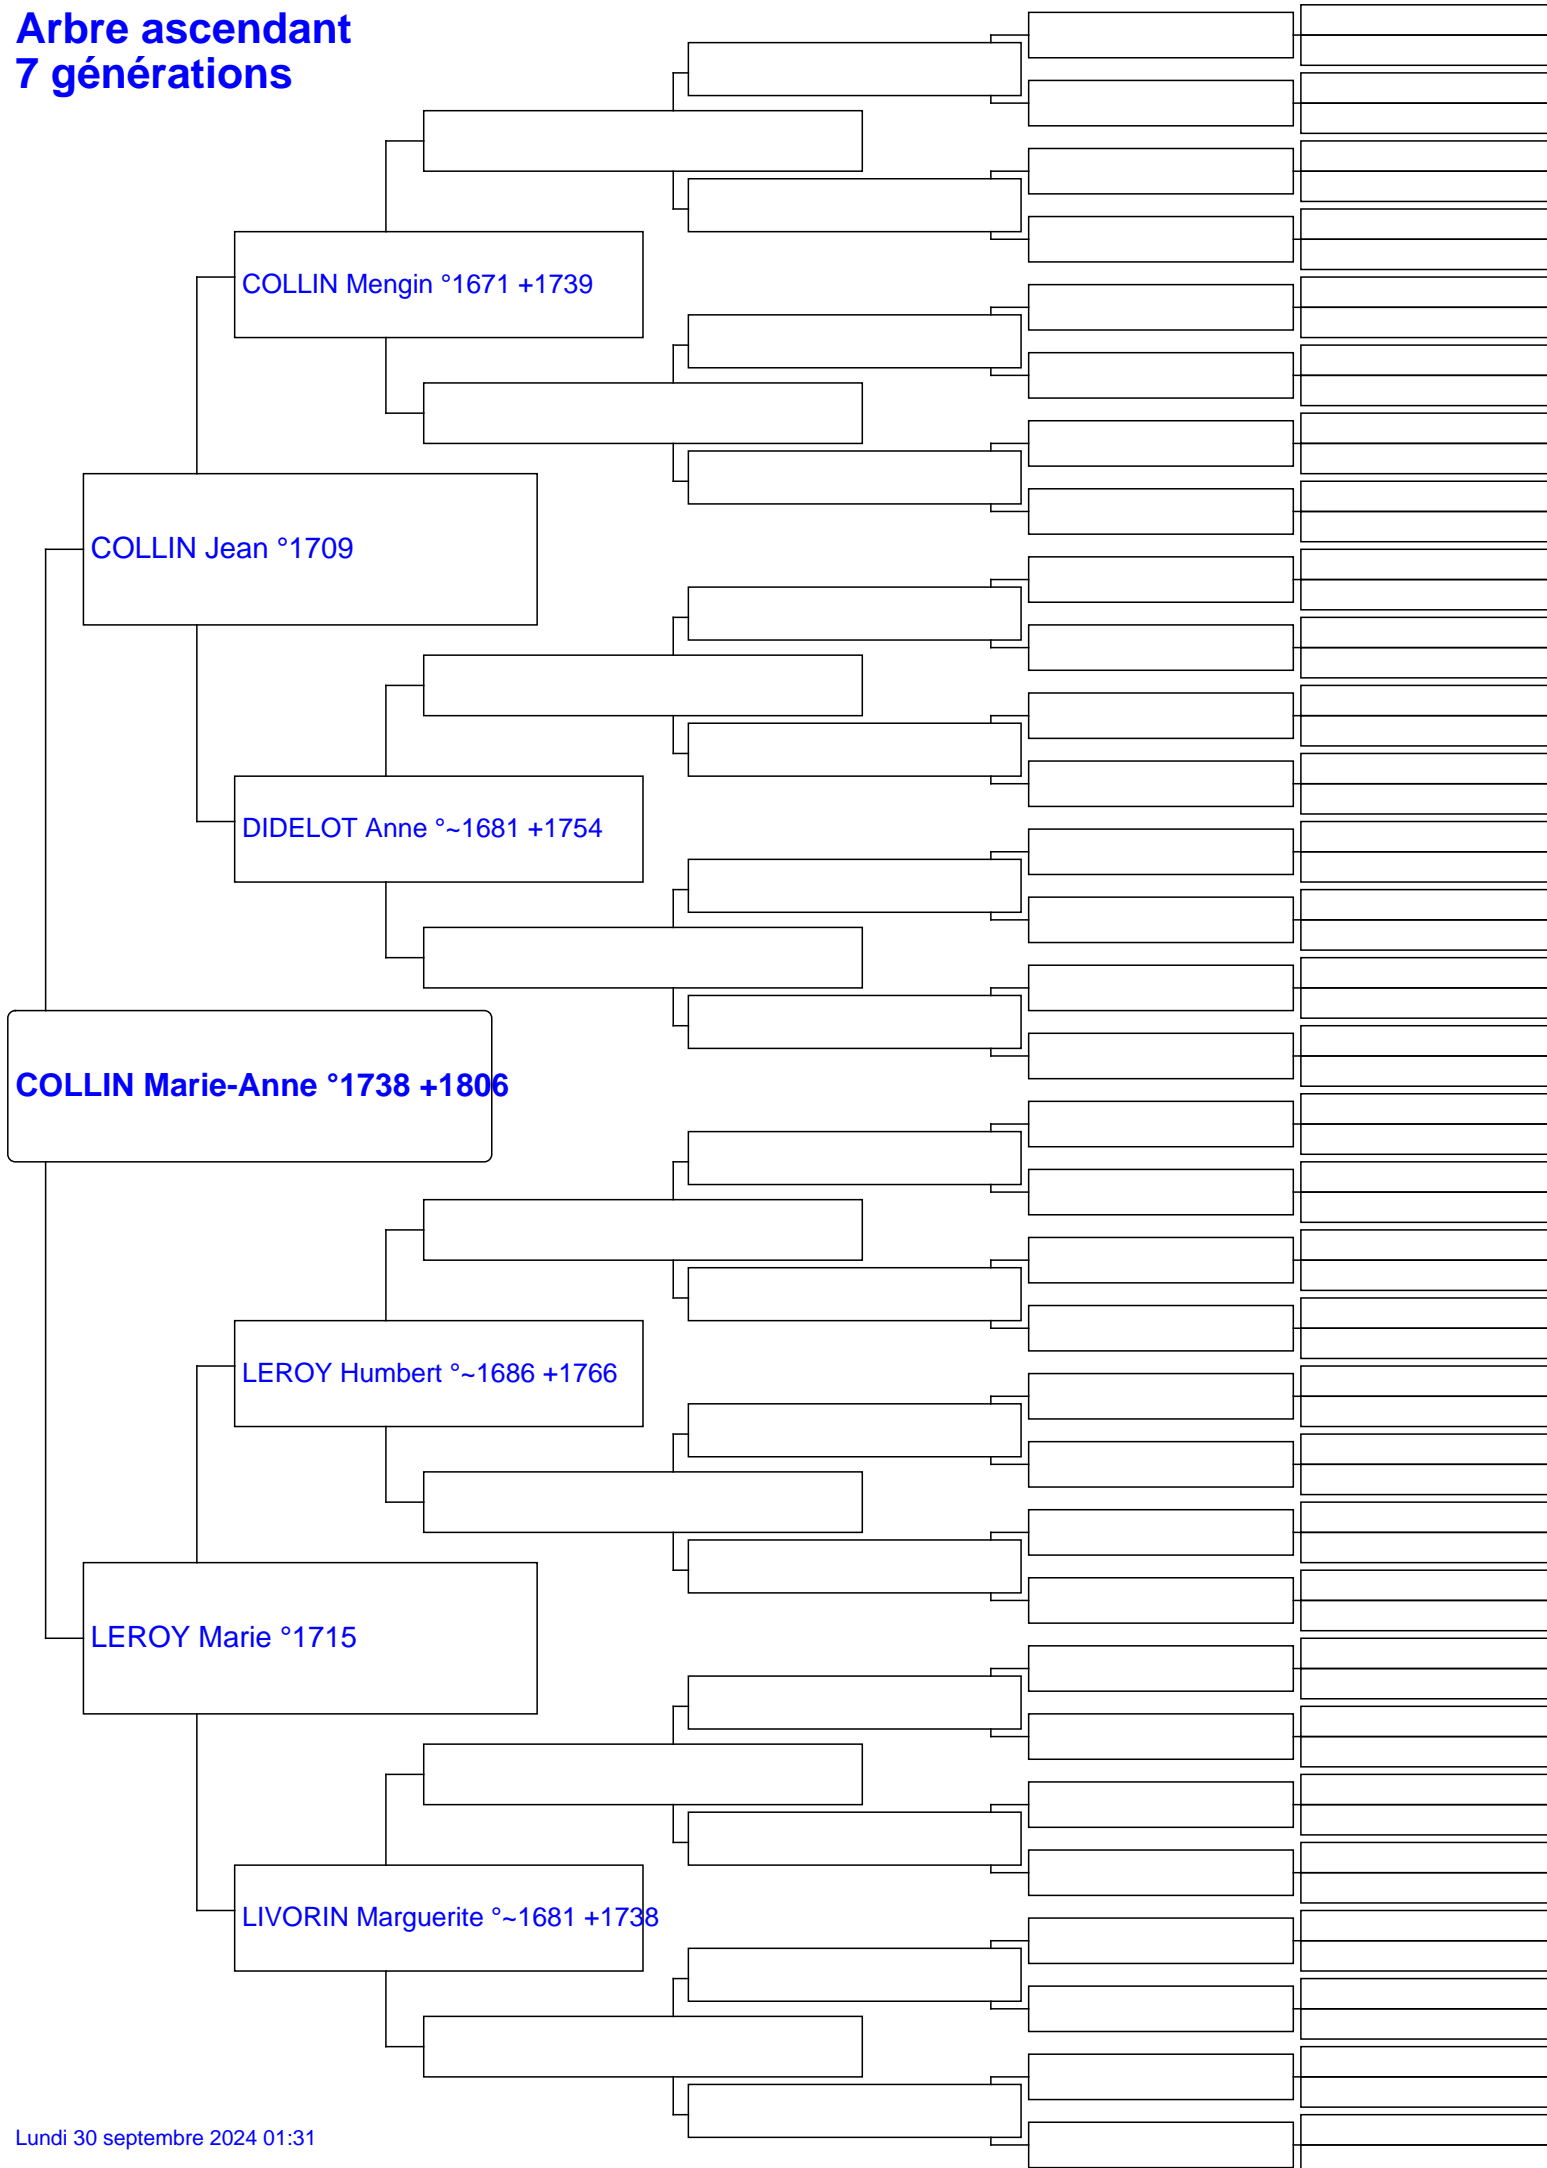 Arbre ascendant
7 générations
COLLIN Mengin °1671 +1739
COLLIN Jean °1709
DIDELOT Anne °~1681 +1754
COLLIN Marie-Anne °1738 +1806
LEROY Humbert °~1686 +1766
LEROY Marie °1715
LIVORIN Marguerite °~1681 +1738
Lundi 30 septembre 2024 01:31